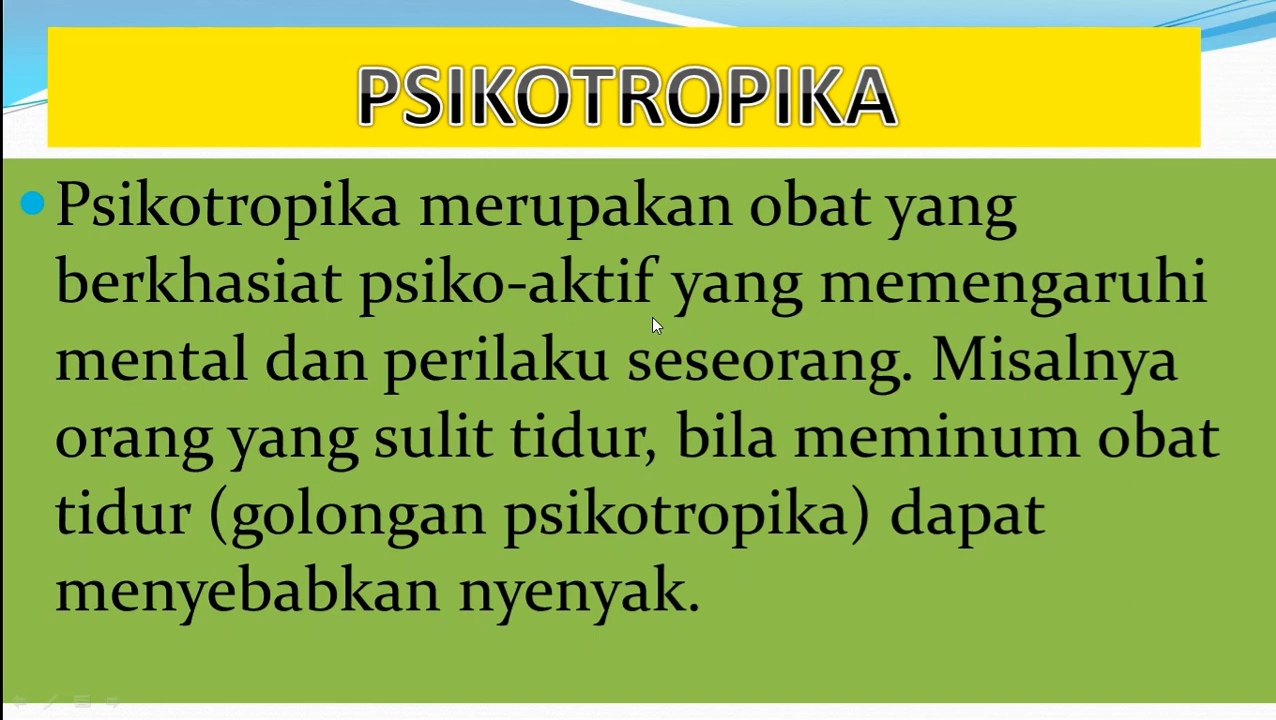 PSIKOTROPIKA
Psikotropika merupakan obat yang
berkhasiat psiko-aktif yang memengaruhi
mental dan perilaku seseorang. Misalnya
orang yang sulit tidur, bila meminum obat
tidur (golongan psikotropika) dapat
menyebabkan nyenyak.